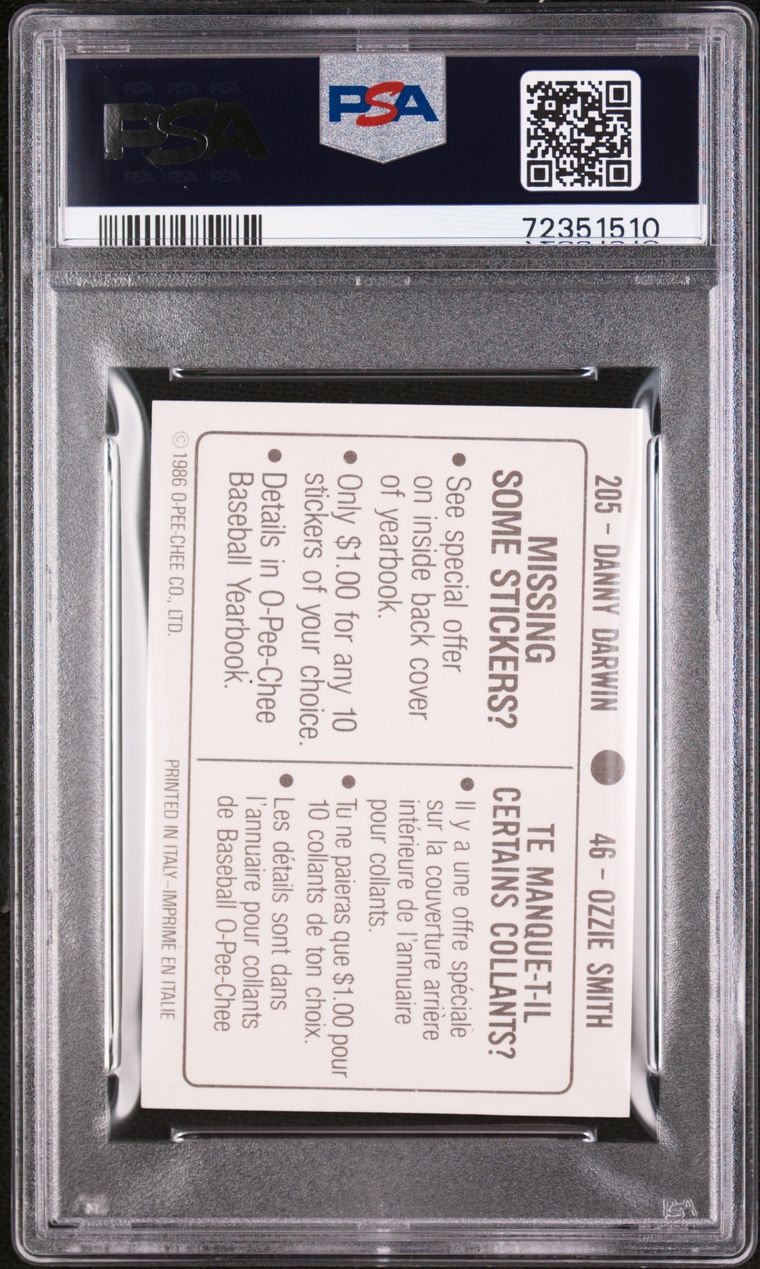 PSA
PSA
72351510
205 - DANNY DARWIN ● 46 - OZZIE SMITH
MISSING
SOME STICKERS?
• See special offer
on inside back cover
of yearbook.
• Only $1.00 for any 10
stickers of your choice.
• Details in O-Pee-Chee
Baseball Yearbook.
TE MANQUE-T-IL
CERTAINS COLLANTS?
• Il y a une offre spéciale
sur la couverture arrière
intérieure de l'annuaire
pour collants.
• Tu ne paieras que $1.00 pour
10 collants de ton choix.
• Les détails sont dans
l'annuaire pour collants
de Baseball O-Pee-Chee
© 1986 O-PEE-CHEE CO., LTD.
PRINTED IN ITALY - IMPRIMÉ EN ITALIE
PSA